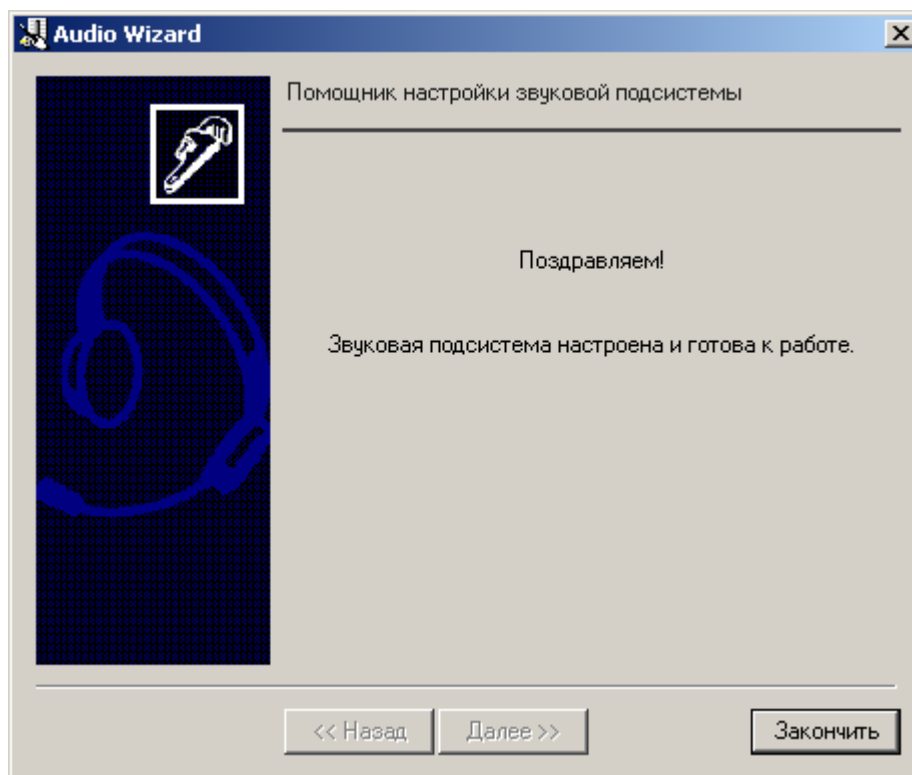 Audio Wizard
Помощник настройки звуковой подсистемы
Поздравляем!
Звуковая подсистема настроена и готова к работе.
<< Назад
Далее >>
Закончить